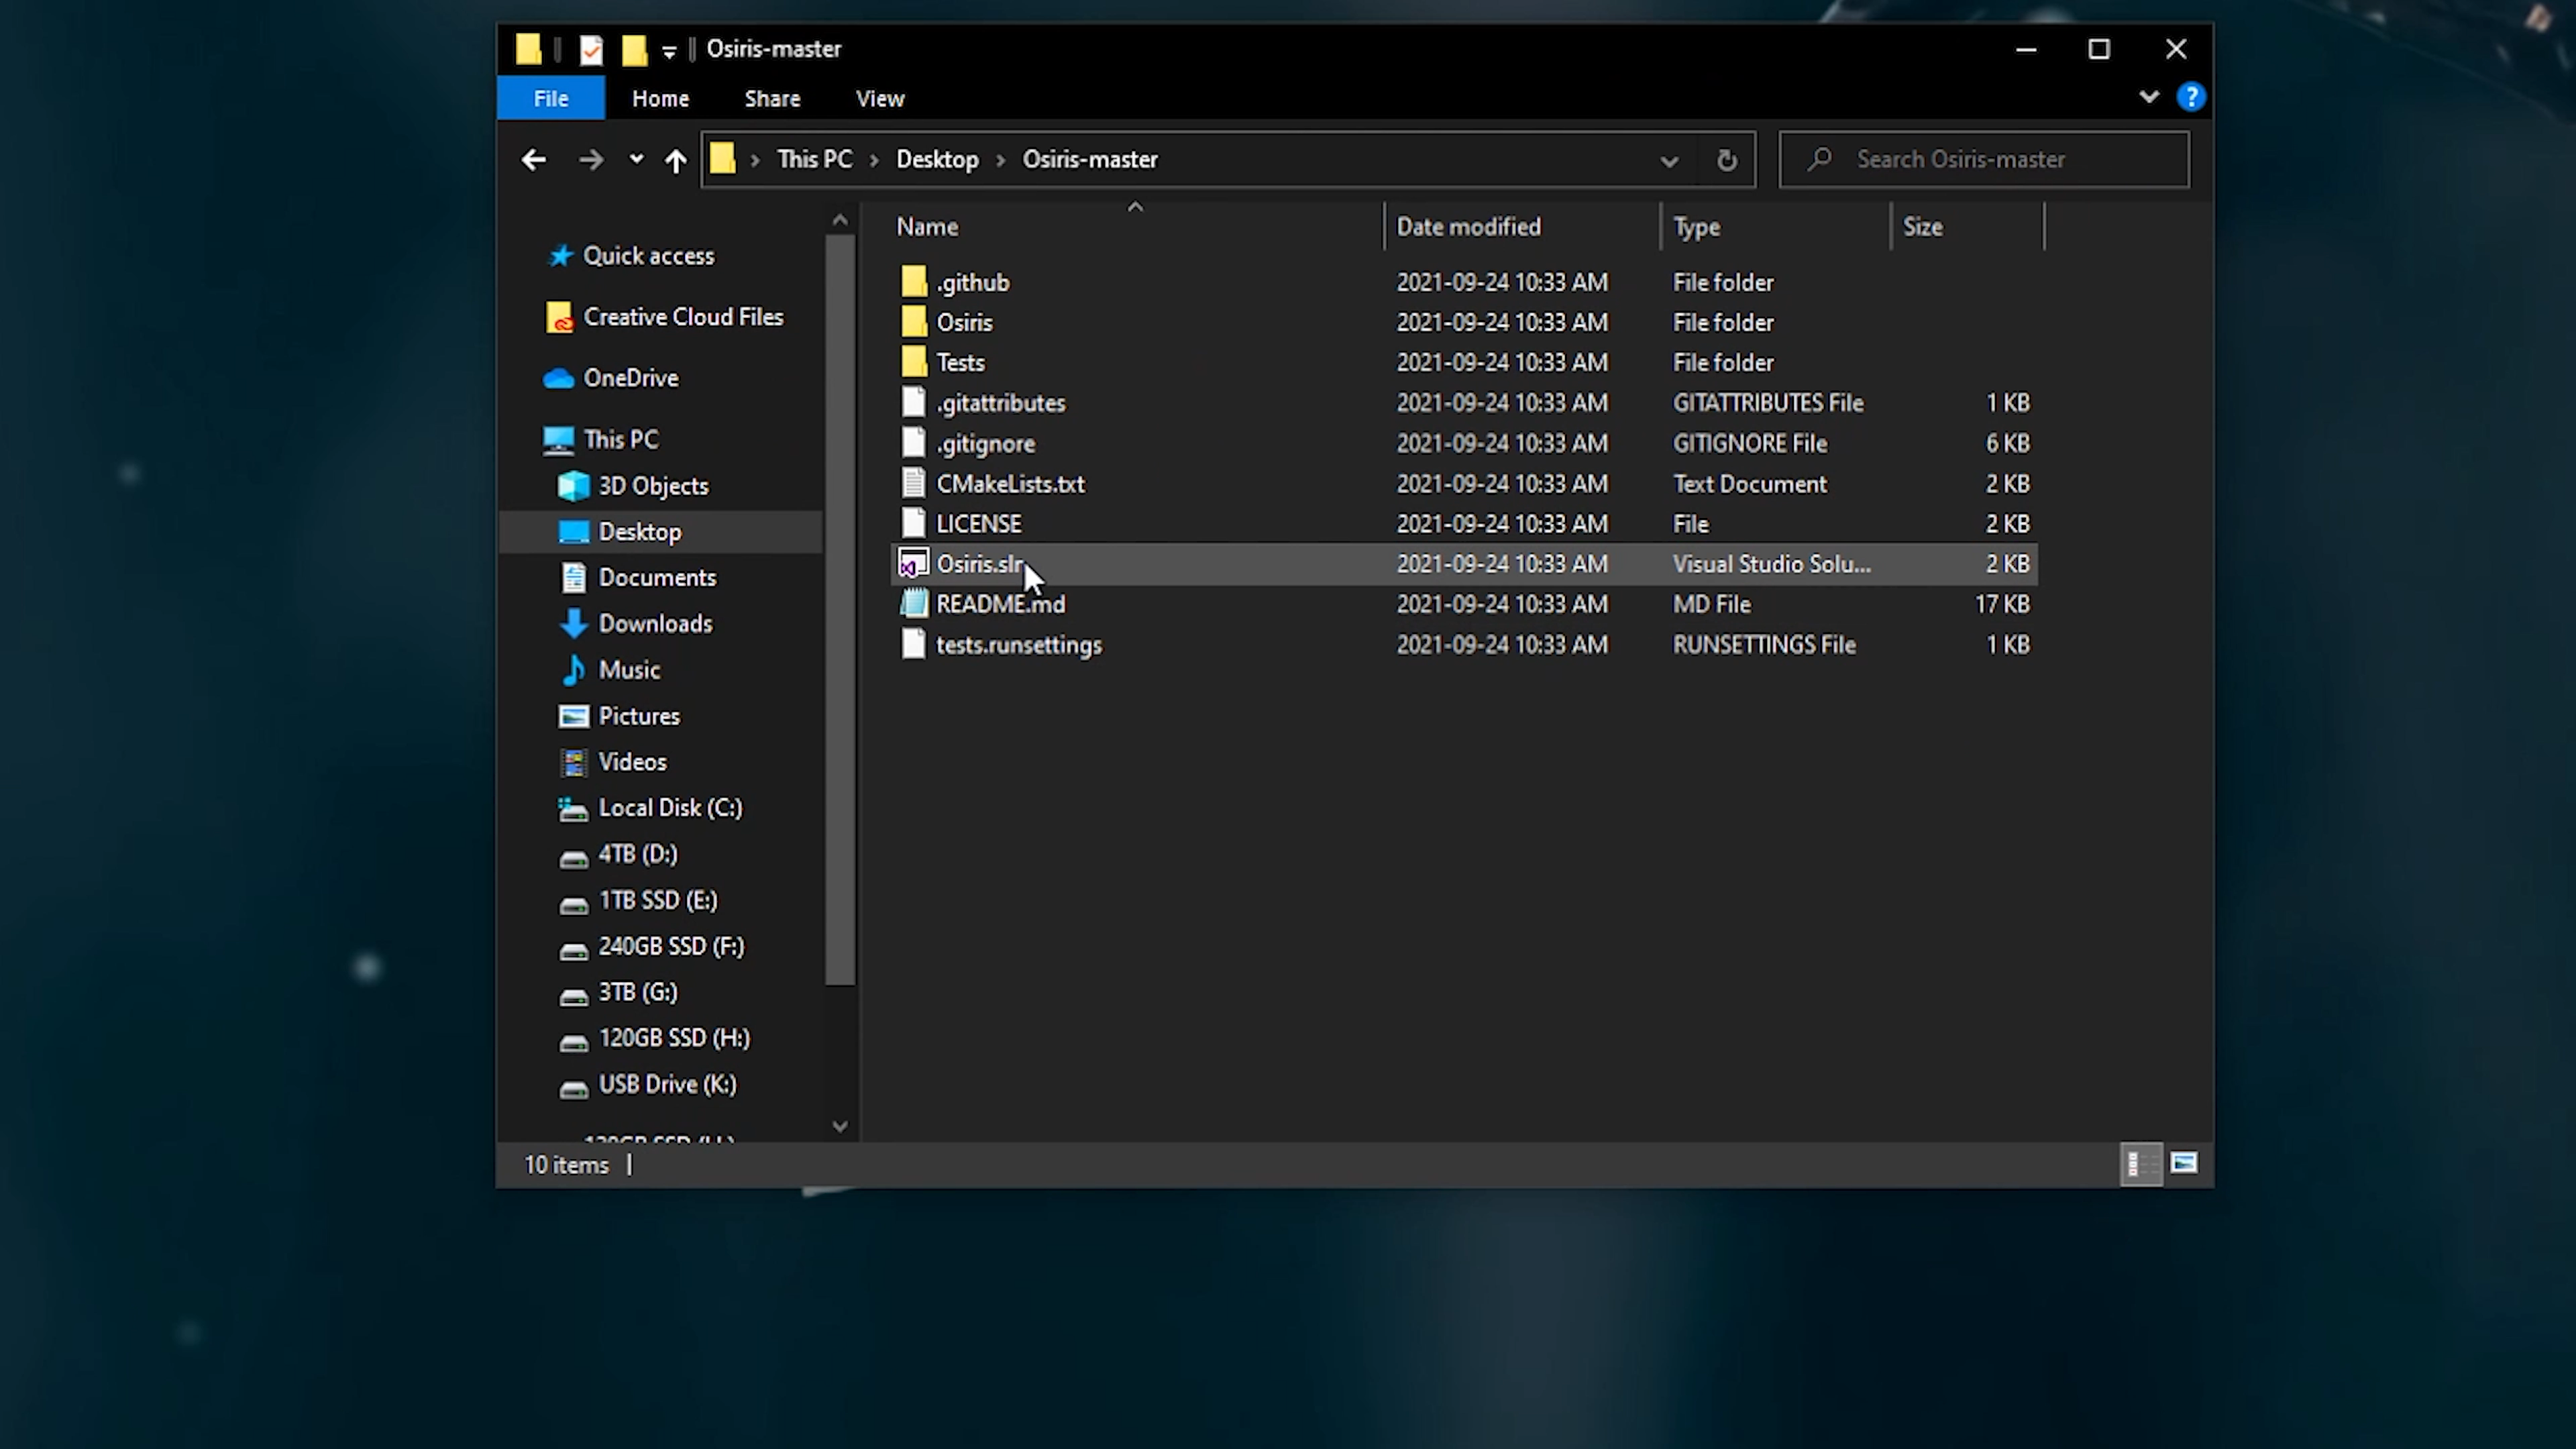 Osiris-master
File Home Share View
This PC Desktop Osiris-master
Search Osiris-master
Quick access
Creative Cloud Files
OneDrive
This PC
3D Objects
Desktop
Documents
Downloads
Music
Pictures
Videos
Local Disk (C:)
4TB (D:)
1TB SSD (E:)
240GB SSD (F:)
3TB (G:)
120GB SSD (H:)
USB Drive (K:)
Name Date modified Type Size
.github 2021-09-24 10:33 AM File folder
Osiris 2021-09-24 10:33 AM File folder
Tests 2021-09-24 10:33 AM File folder
.gitattributes 2021-09-24 10:33 AM GITATTRIBUTES File 1 KB
.gitignore 2021-09-24 10:33 AM GITIGNORE File 6 KB
CMakeLists.txt 2021-09-24 10:33 AM Text Document 2 KB
LICENSE 2021-09-24 10:33 AM File 2 KB
Osiris.sln 2021-09-24 10:33 AM Visual Studio Solu... 2 KB
README.md 2021-09-24 10:33 AM MD File 17 KB
tests.runsettings 2021-09-24 10:33 AM RUNSETTINGS File 1 KB
10 items